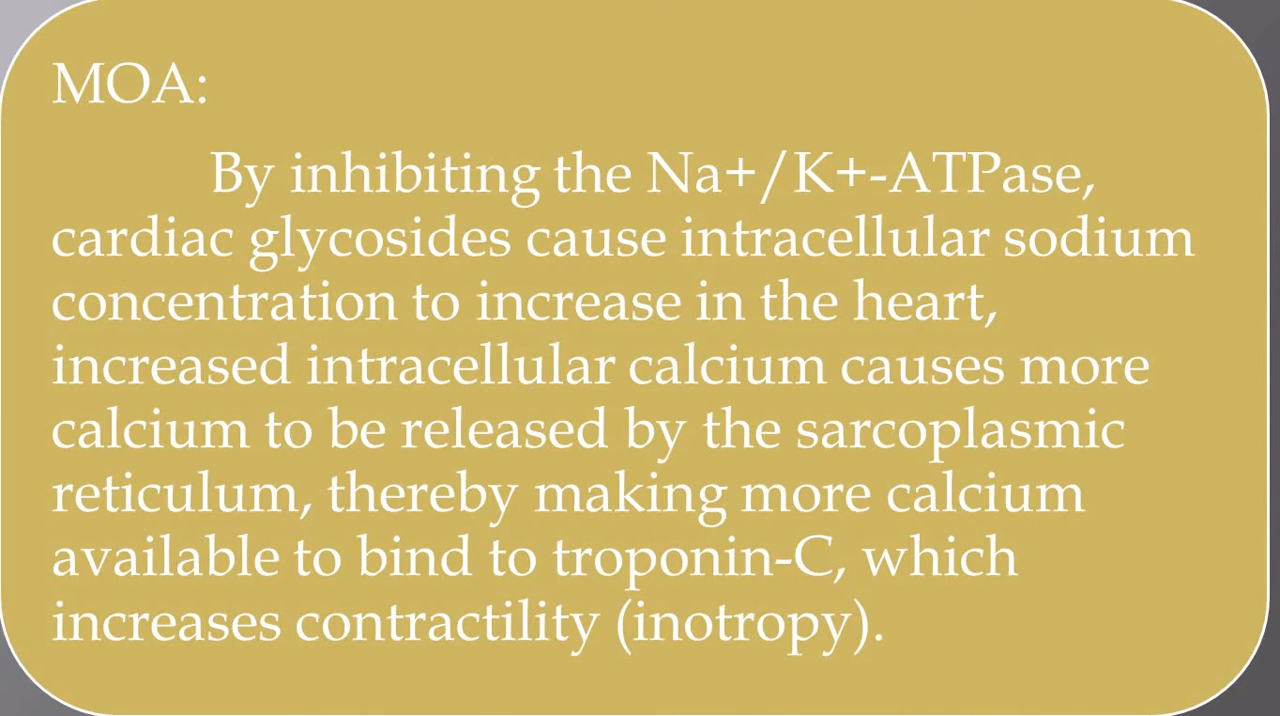 MOA:
By inhibiting the Na+/K+-ATPase,
cardiac glycosides cause intracellular sodium
concentration to increase in the heart,
increased intracellular calcium causes more
calcium to be released by the sarcoplasmic
reticulum, thereby making more calcium
available to bind to troponin-C, which
increases contractility (inotropy).